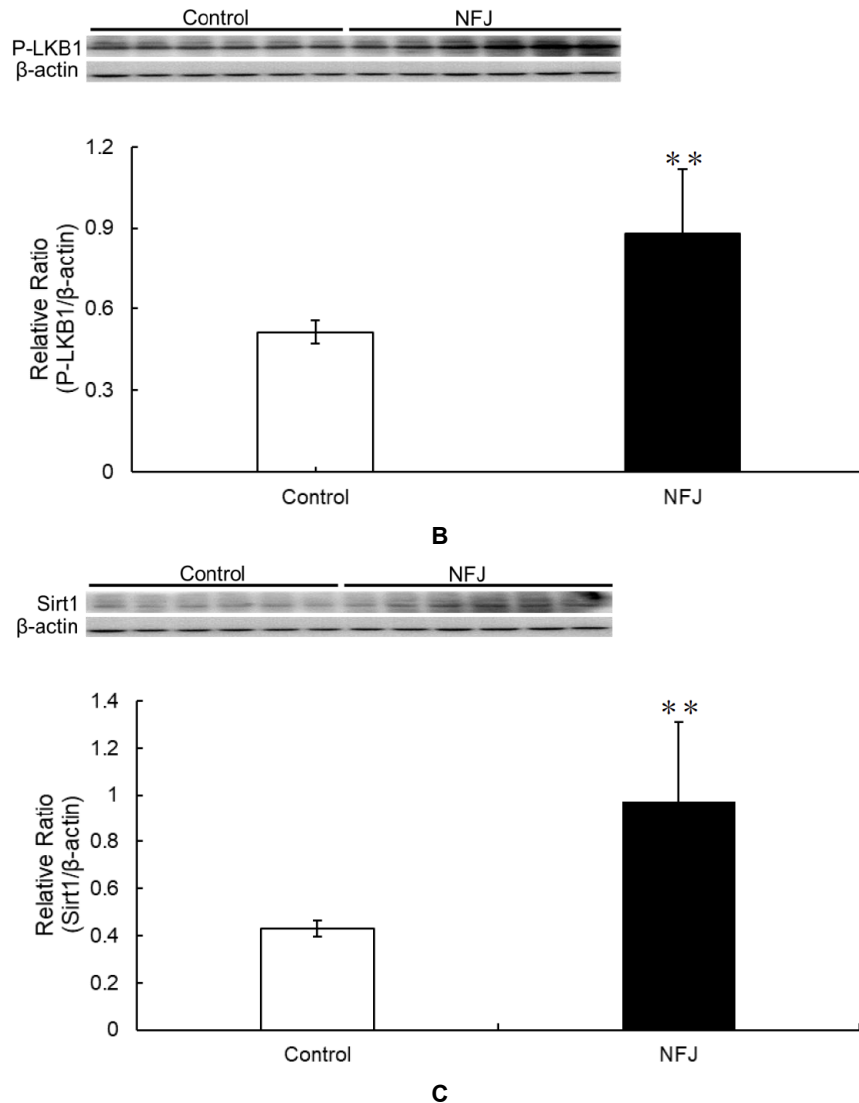 Control NFJ
P-LKB1
β-actin
1.2
**
0.9
0.6
0.3
0
Relative Ratio
(P-LKB1/β-actin)
Control NFJ
B
Control NFJ
Sirt1
β-actin
1.4
**
1.2
1
0.8
0.6
0.4
0.2
0
Relative Ratio
(Sirt1/β-actin)
Control NFJ
C